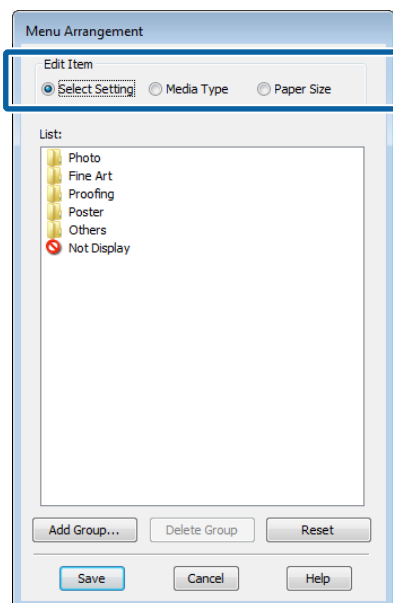 Menu Arrangement
Edit Item
Select Setting Media Type Paper Size
List:
Photo
Fine Art
Proofing
Poster
Others
Not Display
Add Group... Delete Group Reset
Save Cancel Help